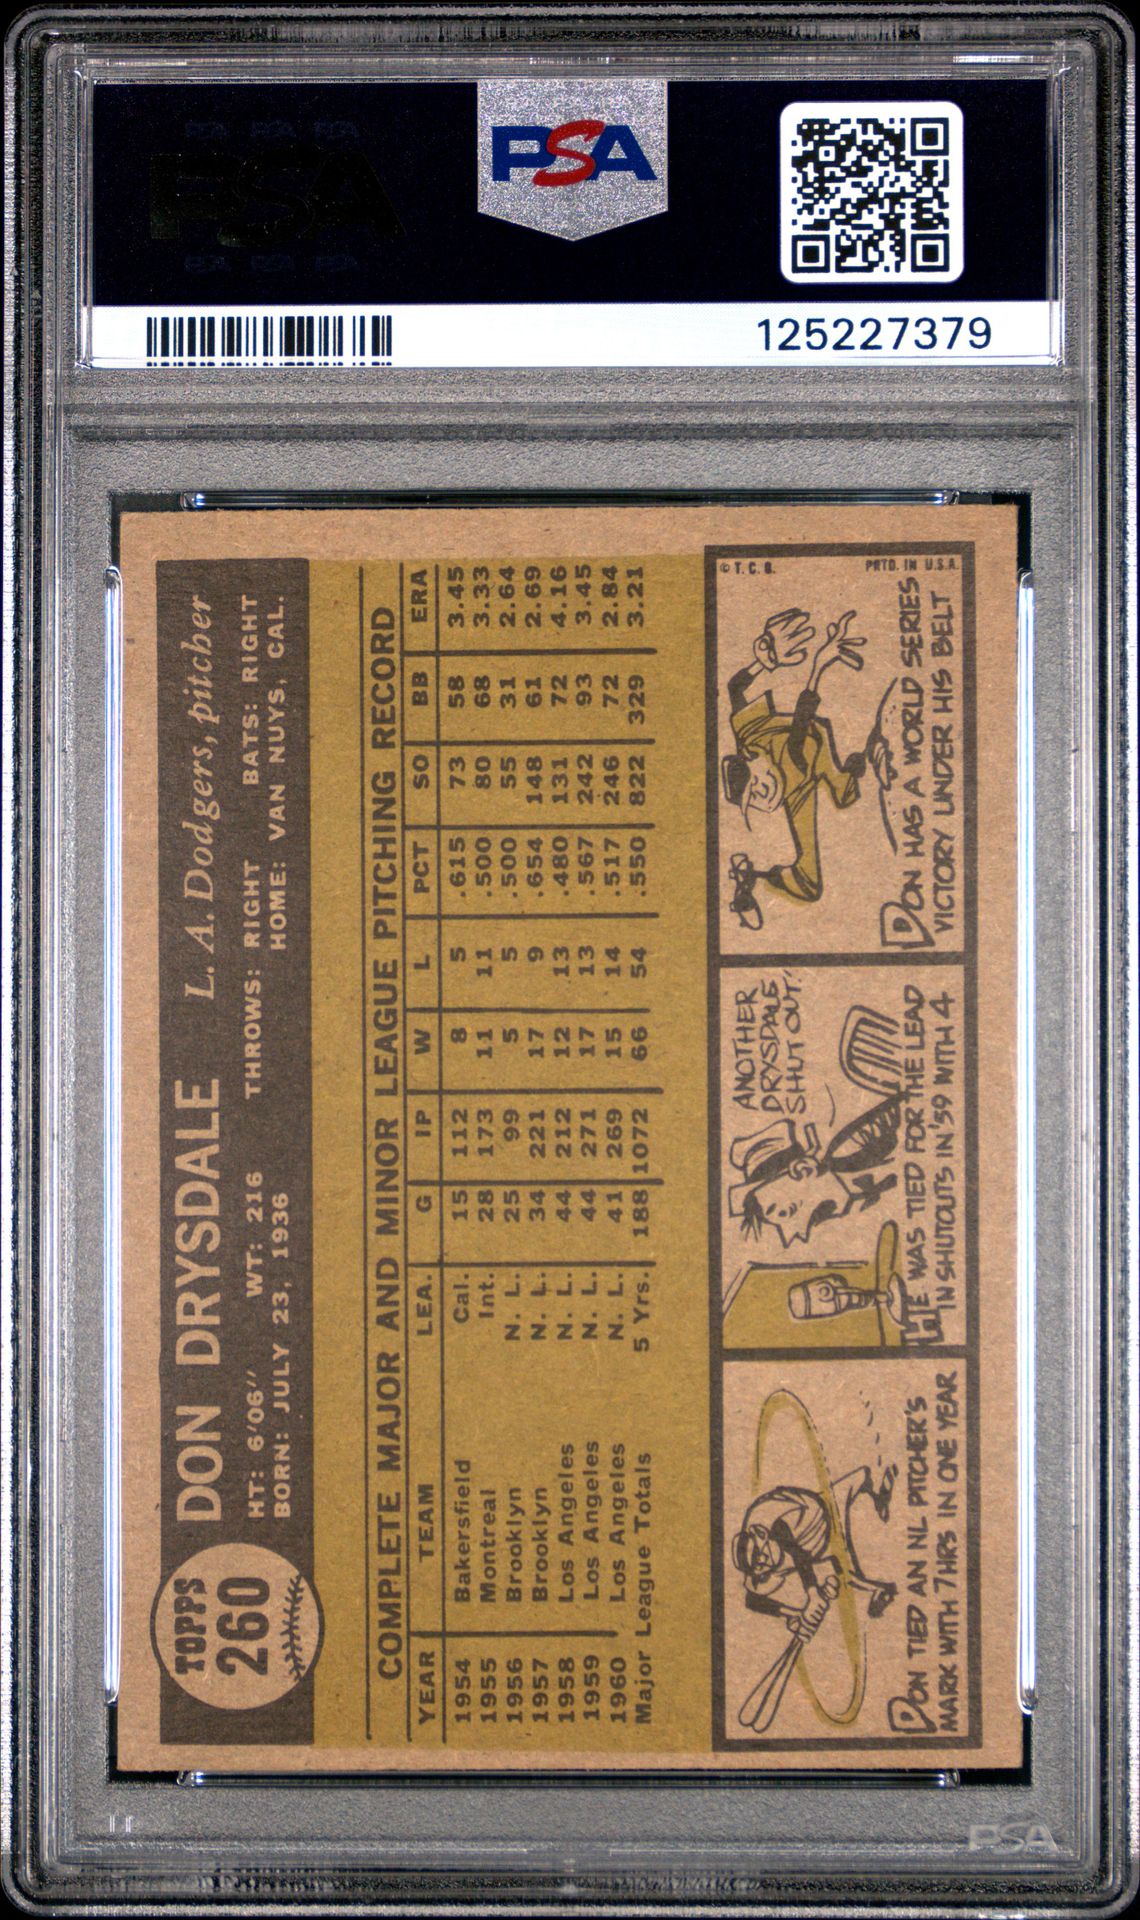 PSA PSA PSA
PSA
PSA PSA PSA
PSA
125227379
TOPPS
260
DON DRYSDALE L. A. Dodgers, pitcher
HT: 6'06" WT: 216 THROWS: RIGHT BATS: RIGHT
BORN: JULY 23, 1936 HOME: VAN NUYS, CAL.
COMPLETE MAJOR AND MINOR LEAGUE PITCHING RECORD
YEAR TEAM LEA. G IP W L PCT SO BB ERA
1954 Bakersfield Cal. 15 112 8 5 .615 73 58 3.45
1955 Montreal Int. 28 173 11 11 .500 80 68 3.33
1956 Brooklyn N. L. 25 99 5 5 .500 55 31 2.64
1957 Brooklyn N. L. 34 221 17 9 .654 148 61 2.69
1958 Los Angeles N. L. 44 212 12 13 .480 131 72 4.16
1959 Los Angeles N. L. 44 271 17 13 .567 242 93 3.45
1960 Los Angeles N. L. 41 269 15 14 .517 246 72 2.84
Major League Totals 5 Yrs. 188 1072 66 54 .550 822 329 3.21
DON TIED AN NL PITCHER'S
MARK WITH 7 HRS IN ONE YEAR
ANOTHER
DRYSDALE
SHUT OUT.
HE WAS TIED FOR THE LEAD
IN SHUTOUTS IN '59 WITH 4
© T. C. G. PRTD. IN U.S.A.
DON HAS A WORLD SERIES
VICTORY UNDER HIS BELT
PSA